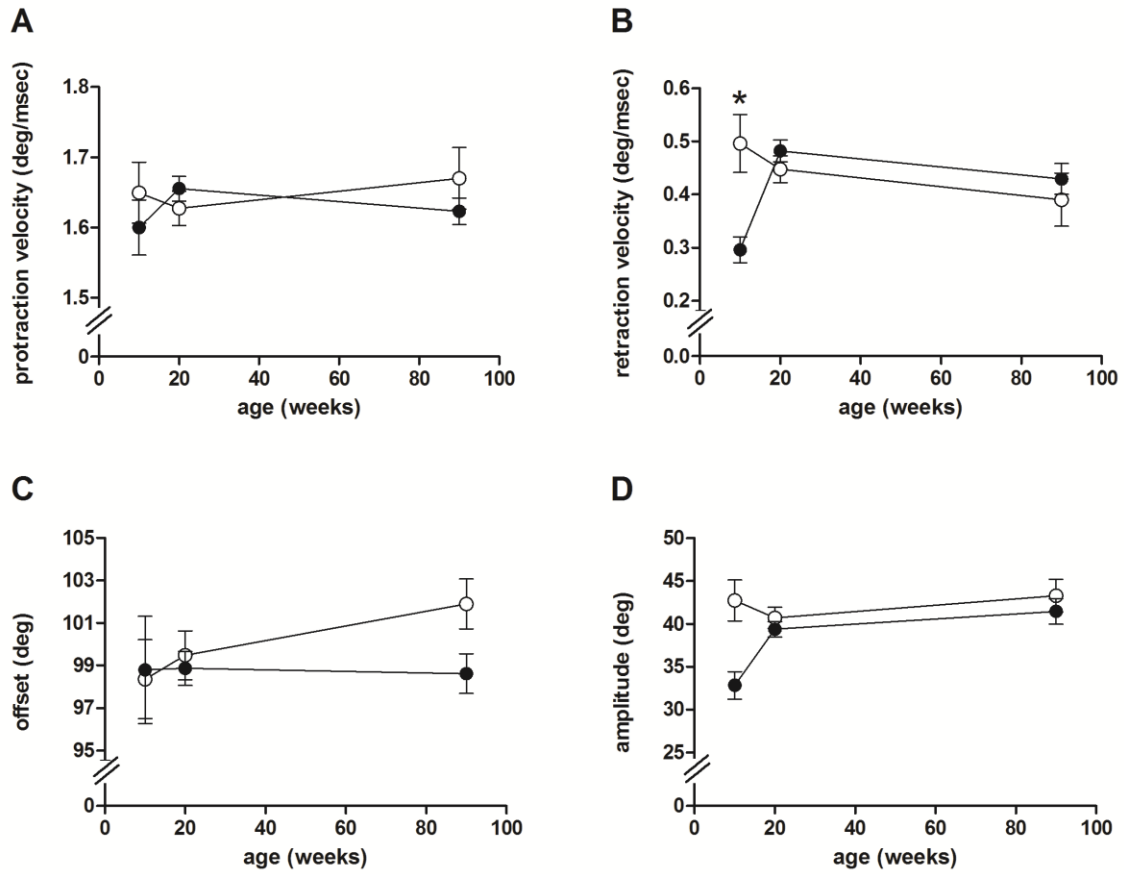 A
protraction velocity (deg/msec)
1.8
1.7
1.6
1.5
0
0 20 40 60 80 100
age (weeks)
B
retraction velocity (deg/msec)
*
0.6
0.5
0.4
0.3
0.2
0.0
0 20 40 60 80 100
age (weeks)
C
offset (deg)
105
103
101
99
97
95
0
0 20 40 60 80 100
age (weeks)
D
amplitude (deg)
50
45
40
35
30
25
0
0 20 40 60 80 100
age (weeks)